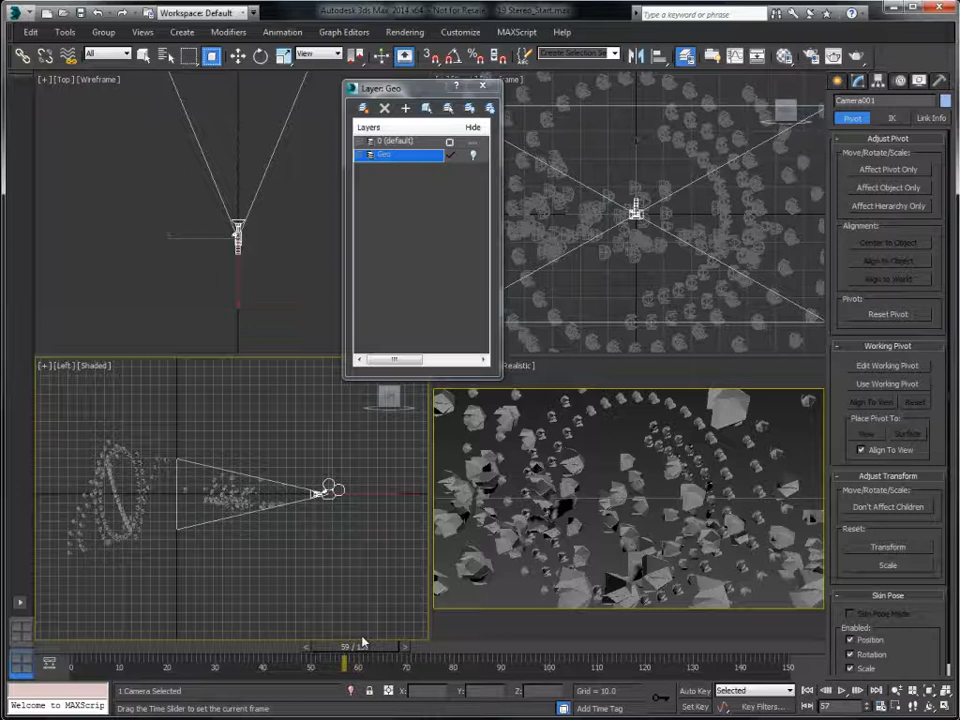 Workspace: Default
Autodesk 3ds Max 2014 x64 - Not for Resale - 19 Stereo_Start.max
Type a keyword or phrase
Edit Tools Group Views Create Modifiers Animation Graph Editors Rendering Customize MAXScript Help
All
View
Create Selection Se
[+] [Top] [Wireframe]
Layer: Geo
Layers Hide
0 (default)
Geo
[+] [Left] [Shaded]
Realistic]
Camera001
Pivot IK Link Info
Adjust Pivot
Move/Rotate/Scale:
Affect Pivot Only
Affect Object Only
Affect Hierarchy Only
Alignment:
Center to Object
Align to Object
Align to World
Pivot:
Reset Pivot
Working Pivot
Edit Working Pivot
Use Working Pivot
Align To View Reset
Place Pivot To:
View Surface
Align To View
Adjust Transform
Move/Rotate/Scale:
Don't Affect Children
Reset:
Transform
Scale
Skin Pose
Skin Pose Mode
Enabled:
Position
Rotation
Scale
59 /
0 10 20 30 40 50 60 70 80 90 100 110 120 130 140 150
1 Camera Selected
X: Y: Z: Grid = 10.0
Auto Key Selected
Welcome to MAXScrip
Drag the Time Slider to set the current frame
Add Time Tag
Set Key Key Filters...
57